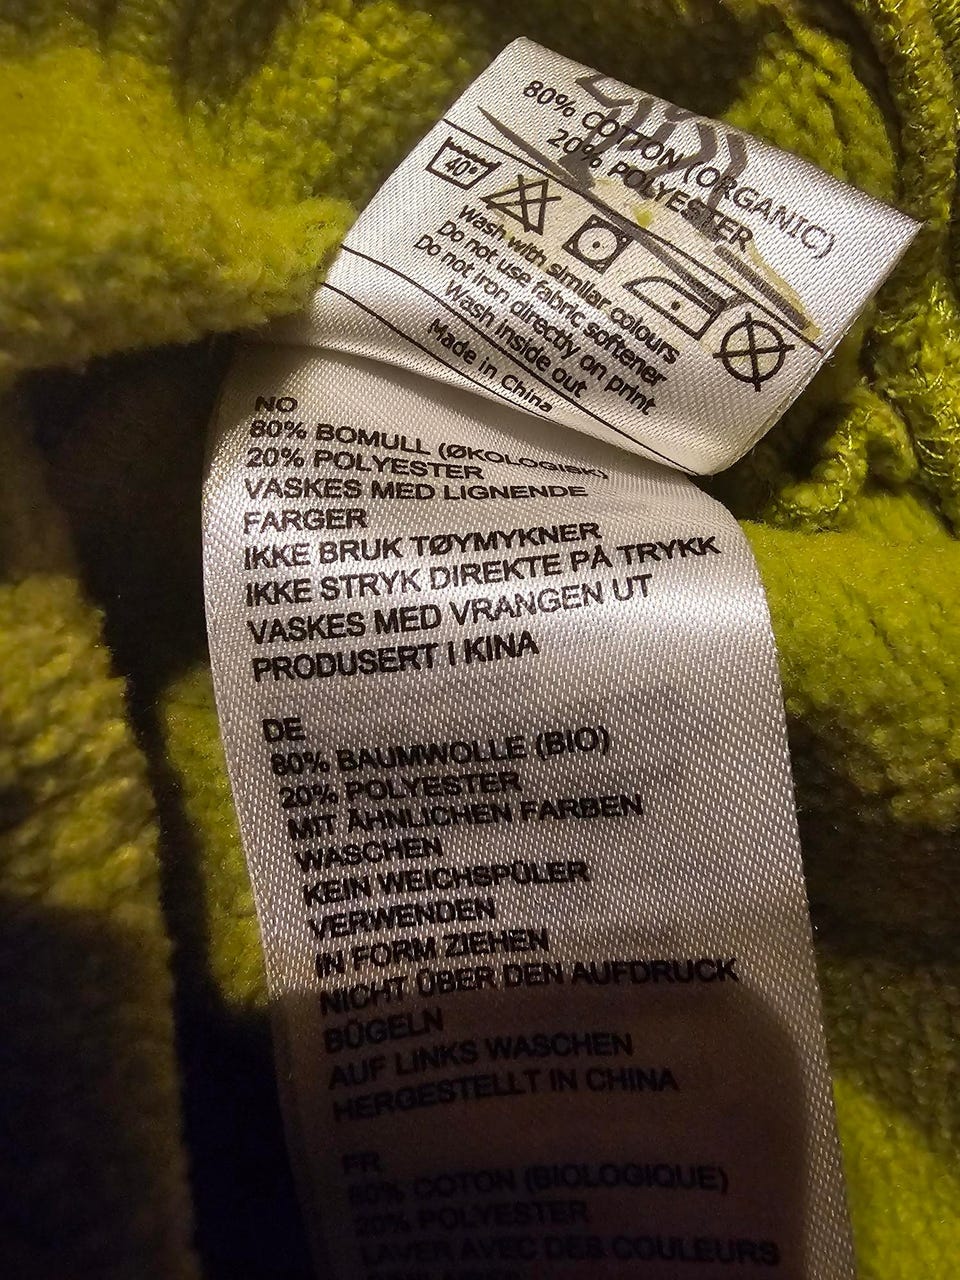 80% COTTON (ORGANIC)
20% POLYESTER
40°
Wash with similar colours
Do not use fabric softener
Do not iron directly on print
Wash inside out
Made in China
NO
80% BOMULL (ØKOLOGISK)
20% POLYESTER
VASKES MED LIGNENDE
FARGER
IKKE BRUK TØYMYKNER
IKKE STRYK DIREKTE PÅ TRYKK
VASKES MED VRANGEN UT
PRODUSERT I KINA
DE
80% BAUMWOLLE (BIO)
20% POLYESTER
MIT ÄHNLICHEN FARBEN
WASCHEN
KEIN WEICHSPÜLER
VERWENDEN
IN FORM ZIEHEN
NICHT ÜBER DEN AUFDRUCK
BÜGELN
AUF LINKS WASCHEN
HERGESTELLT IN CHINA
FR
80% COTON (BIOLOGIQUE)
20% POLYESTER
LAVER AVEC DES COULEURS